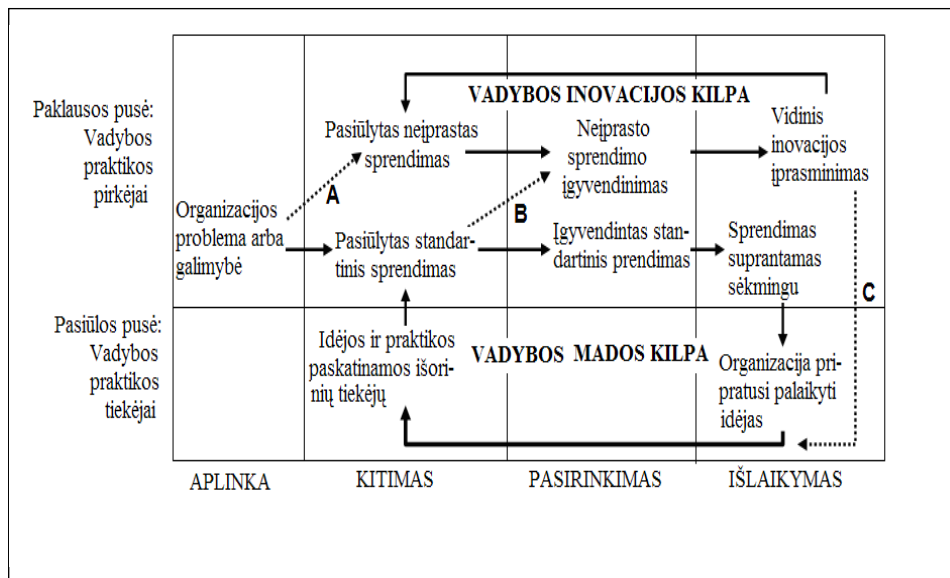 VADYBOS INOVACIJOS KILPA
Paklausos pusė:
Vadybos
praktikos
pirkėjai
Pasiūlytas neįprastas
sprendimas
Neįprasto
sprendimo
įgyvendinimas
Vidinis
inovacijos
įprasminimas
A
B
Organizacijos
problema arba
galimybė
Pasiūlytas standar-
tinis sprendimas
Įgyvendintas stan-
dartinis prendimas
Sprendimas
suprantamas
sėkmingu
C
Pasiūlos pusė:
Vadybos
praktikos
tiekėjai
Idėjos ir praktikos
paskatinamos išori-
nių tiekėjų
VADYBOS MADOS KILPA
Organizacija pri-
pratusi palaikyti
idėjas
APLINKA
KITIMAS
PASIRINKIMAS
IŠLAIKYMAS